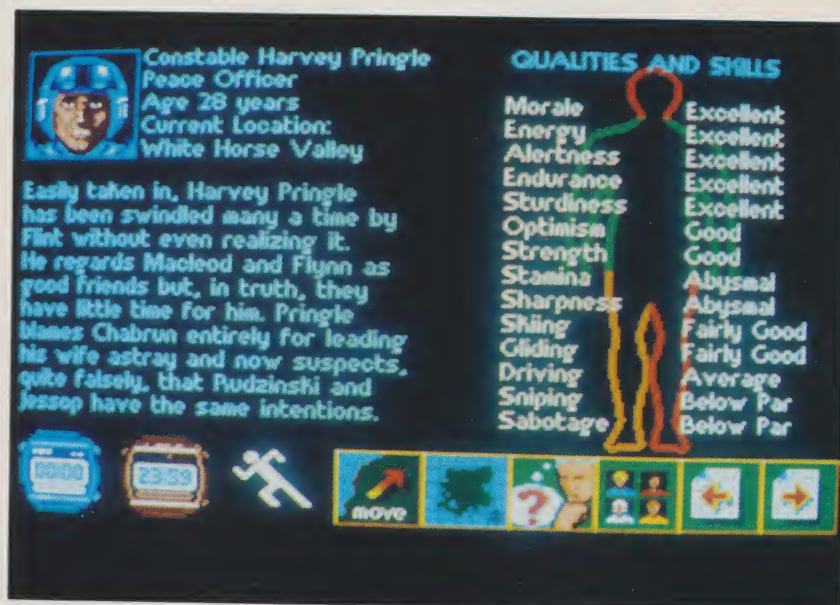 Constable Harvey Pringle
Peace Officer
Age 28 years
Current Location:
White Horse Valley
Easily taken in, Harvey Pringle
has been swindled many a time by
Flint without even realizing it.
He regards Macleod and Flynn as
good friends but, in truth, they
have little time for him. Pringle
blames Chabrun entirely for leading
his wife astray and now suspects,
quite falsely, that Rudzinski and
Jessop have the same intentions.
QUALITIES AND SKILLS
Morale Excellent
Energy Excellent
Alertness Excellent
Endurance Excellent
Sturdiness Excellent
Optimism Good
Strength Good
Stamina Abysmal
Sharpness Abysmal
Skiing Fairly Good
Gliding Fairly Good
Driving Average
Sniping Below Par
Sabotage Below Par
00:00
23:59
move
?